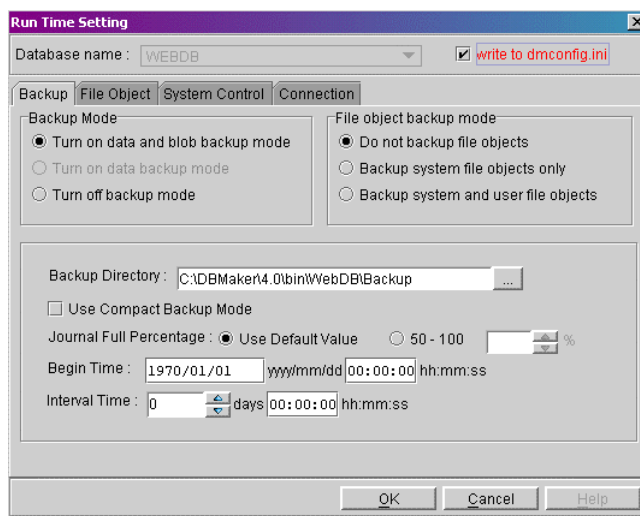 Run Time Setting
Database name : WEBDB write to dmconfig.ini
Backup File Object System Control Connection
Backup Mode
Turn on data and blob backup mode
Turn on data backup mode
Turn off backup mode
File object backup mode
Do not backup file objects
Backup system file objects only
Backup system and user file objects
Backup Directory : C:\DBMaker\4.0\bin\WebDB\Backup ...
Use Compact Backup Mode
Journal Full Percentage : Use Default Value 50 - 100 %
Begin Time : 1970/01/01 yyyy/mm/dd 00:00:00 hh:mm:ss
Interval Time : 0 days 00:00:00 hh:mm:ss
OK Cancel Help